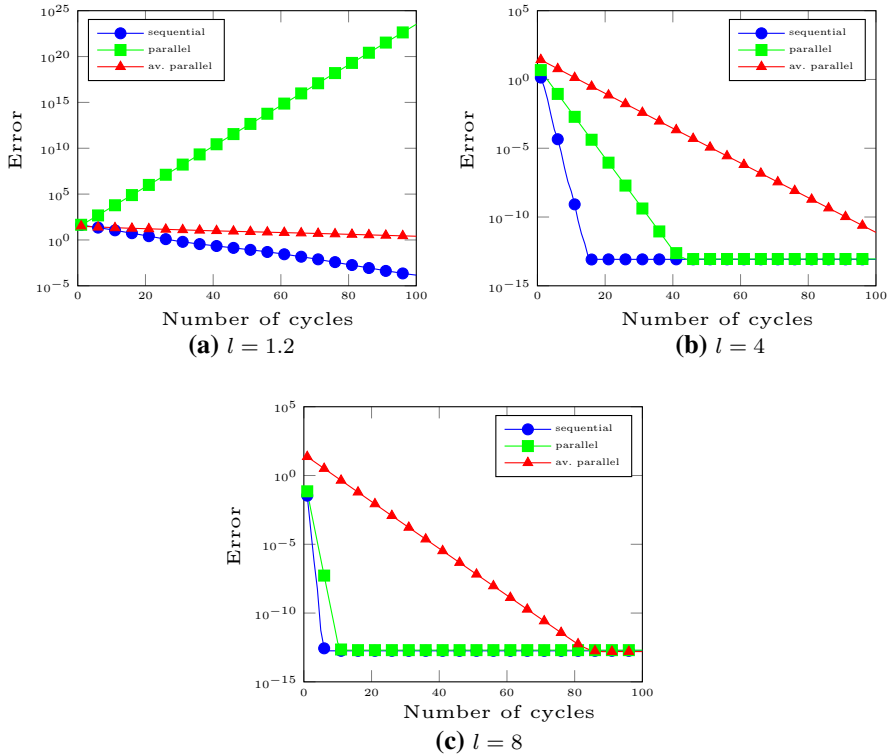 10^25
10^20
10^15
10^10
10^5
10^0
10^−5
Error
sequential
parallel
av. parallel
0 20 40 60 80 100
Number of cycles
(a) l = 1.2
10^5
10^0
10^−5
10^−10
10^−15
Error
sequential
parallel
av. parallel
0 20 40 60 80 100
Number of cycles
(b) l = 4
10^5
10^0
10^−5
10^−10
10^−15
Error
sequential
parallel
av. parallel
0 20 40 60 80 100
Number of cycles
(c) l = 8